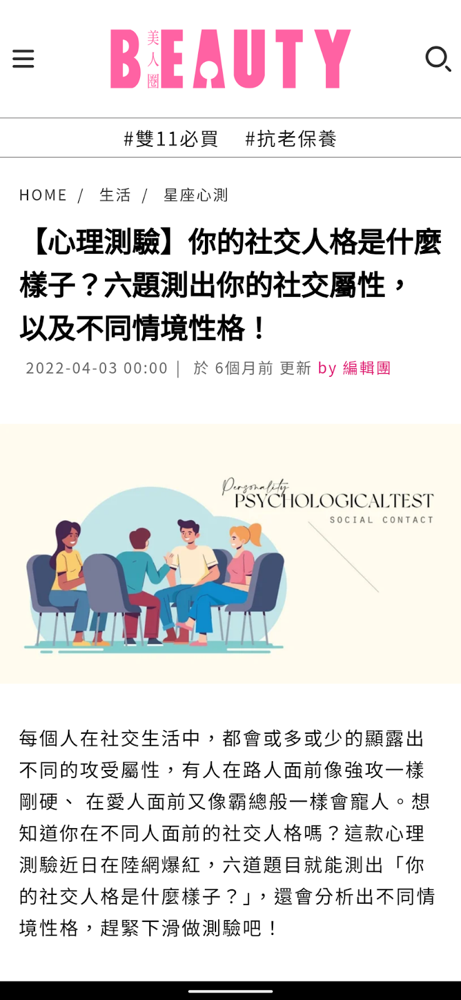 BEAUTY
美人圈
#雙11必買 #抗老保養
HOME / 生活 / 星座心測
【心理測驗】你的社交人格是什麼
樣子？六題測出你的社交屬性，
以及不同情境性格！
2022-04-03 00:00 | 於 6個月前 更新 by 編輯團
Personality
PSYCHOLOGICALTEST
SOCIAL CONTACT
每個人在社交生活中，都會或多或少的顯露出
不同的攻受屬性，有人在路人面前像強攻一樣
剛硬、 在愛人面前又像霸總般一樣會寵人。想
知道你在不同人面前的社交人格嗎？這款心理
測驗近日在陸網爆紅，六道題目就能測出「你
的社交人格是什麼樣子？」，還會分析出不同情
境性格，趕緊下滑做測驗吧！